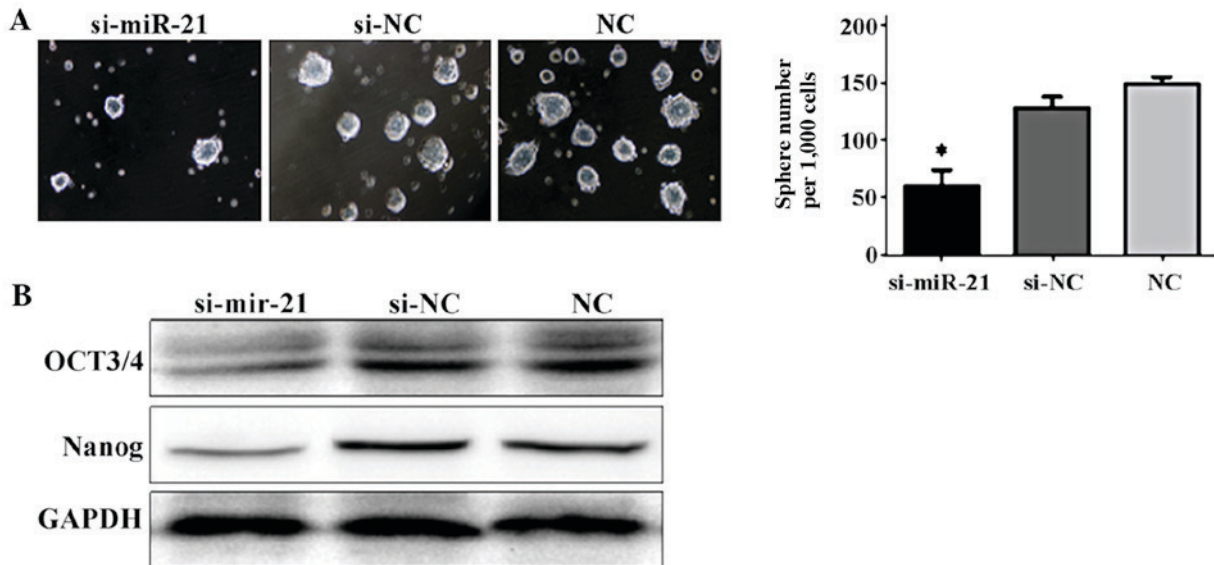 A
si-miR-21 si-NC NC
Sphere number
per 1,000 cells
200
150
100
50
0
*
si-miR-21 si-NC NC
B
si-mir-21 si-NC NC
OCT3/4
Nanog
GAPDH